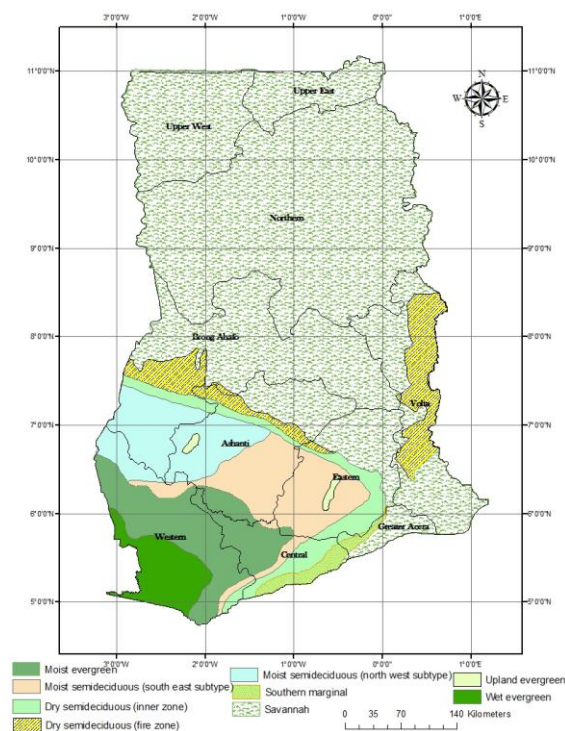 3°0'0"W 2°0'0"W 1°0'0"W 0°0'0" 1°0'0"E
11°0'0"N 11°0'0"N
10°0'0"N 10°0'0"N
9°0'0"N 9°0'0"N
8°0'0"N 8°0'0"N
7°0'0"N 7°0'0"N
6°0'0"N 6°0'0"N
5°0'0"N 5°0'0"N
N
W E
S
Upper East
Upper West
Northern
Brong Ahafo
Volta
Ashanti
Eastern
Greater Accra
Western
Central
3°0'0"W 2°0'0"W 1°0'0"W 0°0'0" 1°0'0"E
Moist evergreen
Moist semideciduous (south east subtype)
Dry semideciduous (inner zone)
Dry semideciduous (fire zone)
Moist semideciduous (north west subtype)
Southern marginal
Savannah
Upland evergreen
Wet evergreen
0 35 70 140 Kilometers